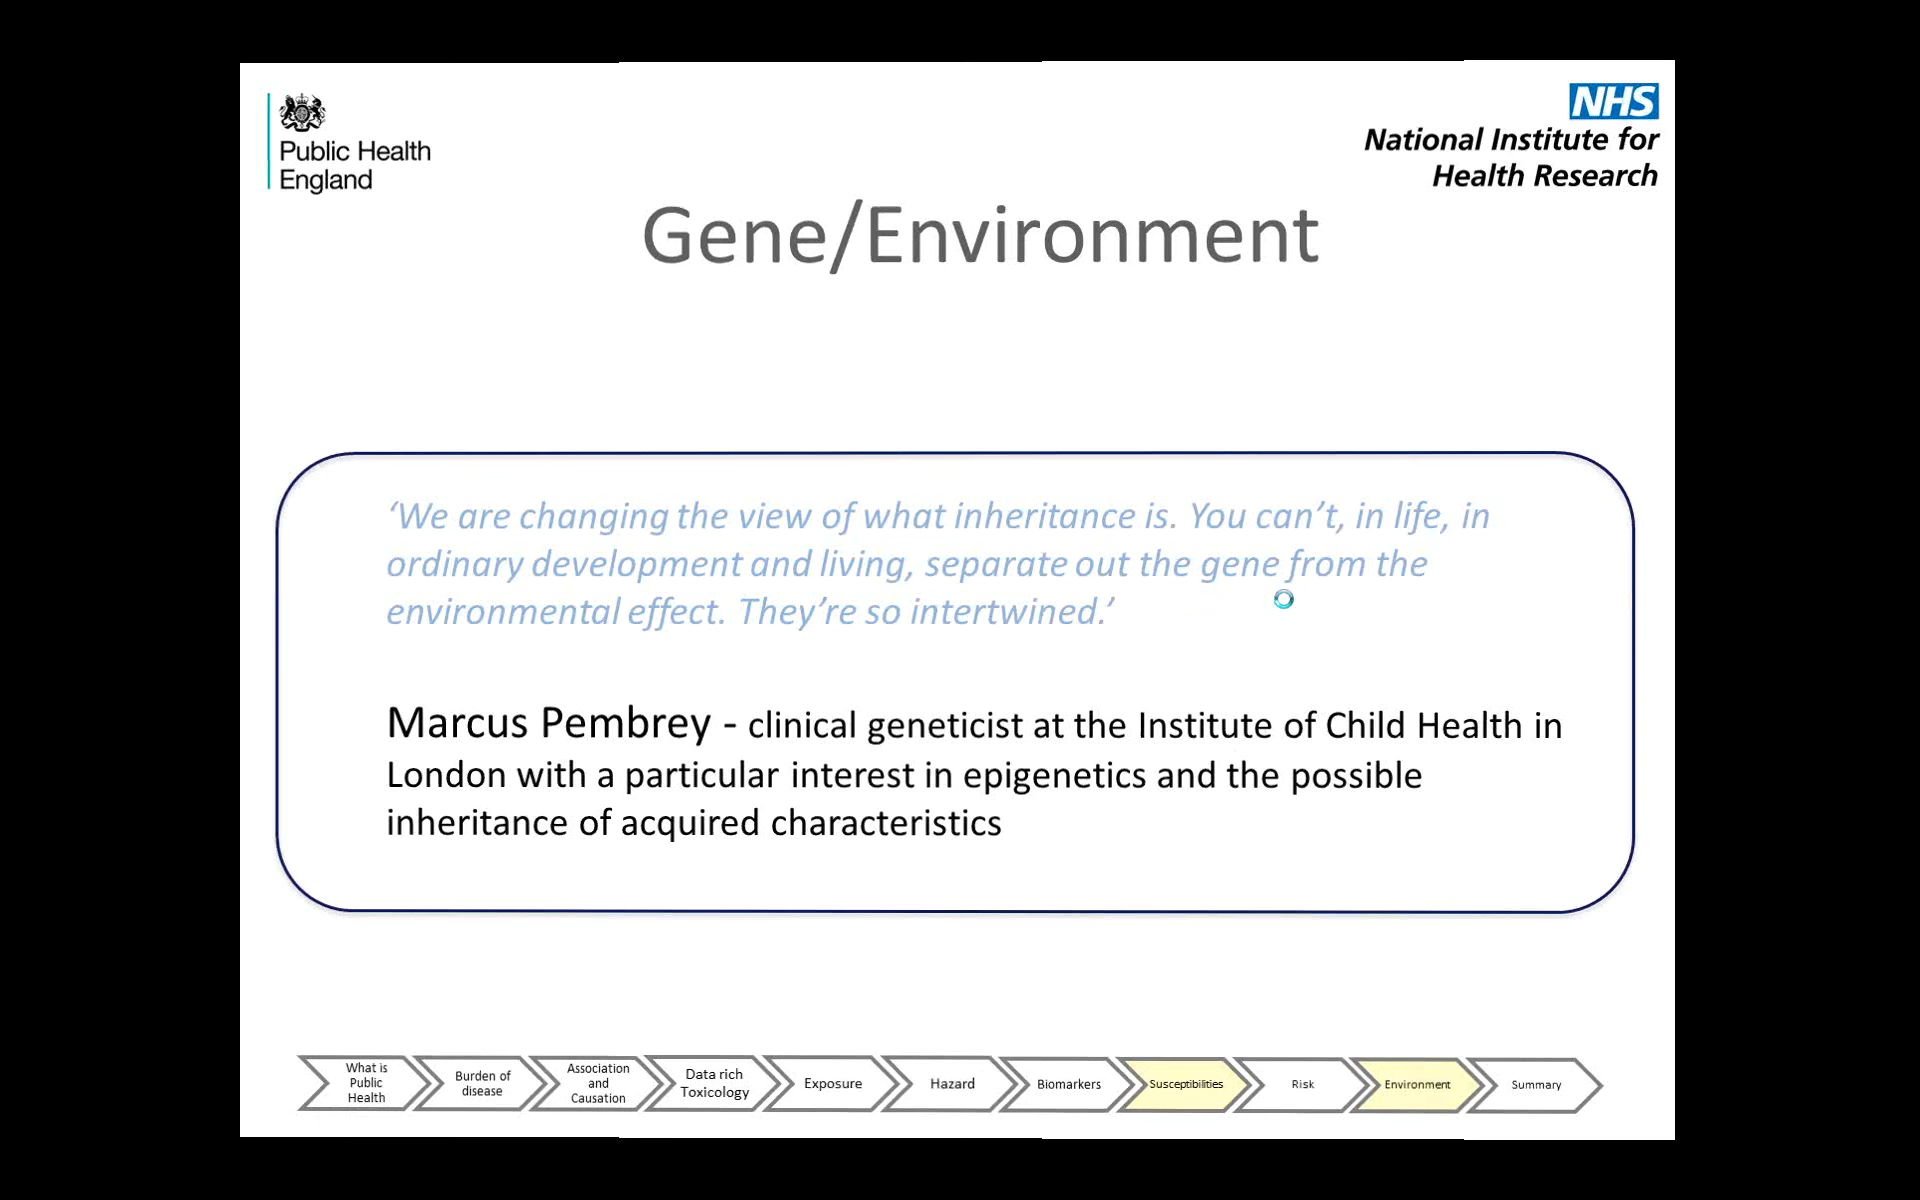 Public Health
England
NHS
National Institute for
Health Research
Gene/Environment
‘We are changing the view of what inheritance is. You can’t, in life, in
ordinary development and living, separate out the gene from the
environmental effect. They’re so intertwined.’
Marcus Pembrey - clinical geneticist at the Institute of Child Health in
London with a particular interest in epigenetics and the possible
inheritance of acquired characteristics
What is
Public
Health
Burden of
disease
Association
and
Causation
Data rich
Toxicology
Exposure
Hazard
Biomarkers
Susceptibilities
Risk
Environment
Summary